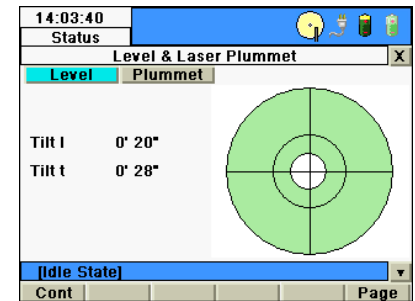 14:03:40
Status
Level & Laser Plummet X
Level Plummet
Tilt l 0' 20"
Tilt t 0' 28"
[Idle State]
Cont Page